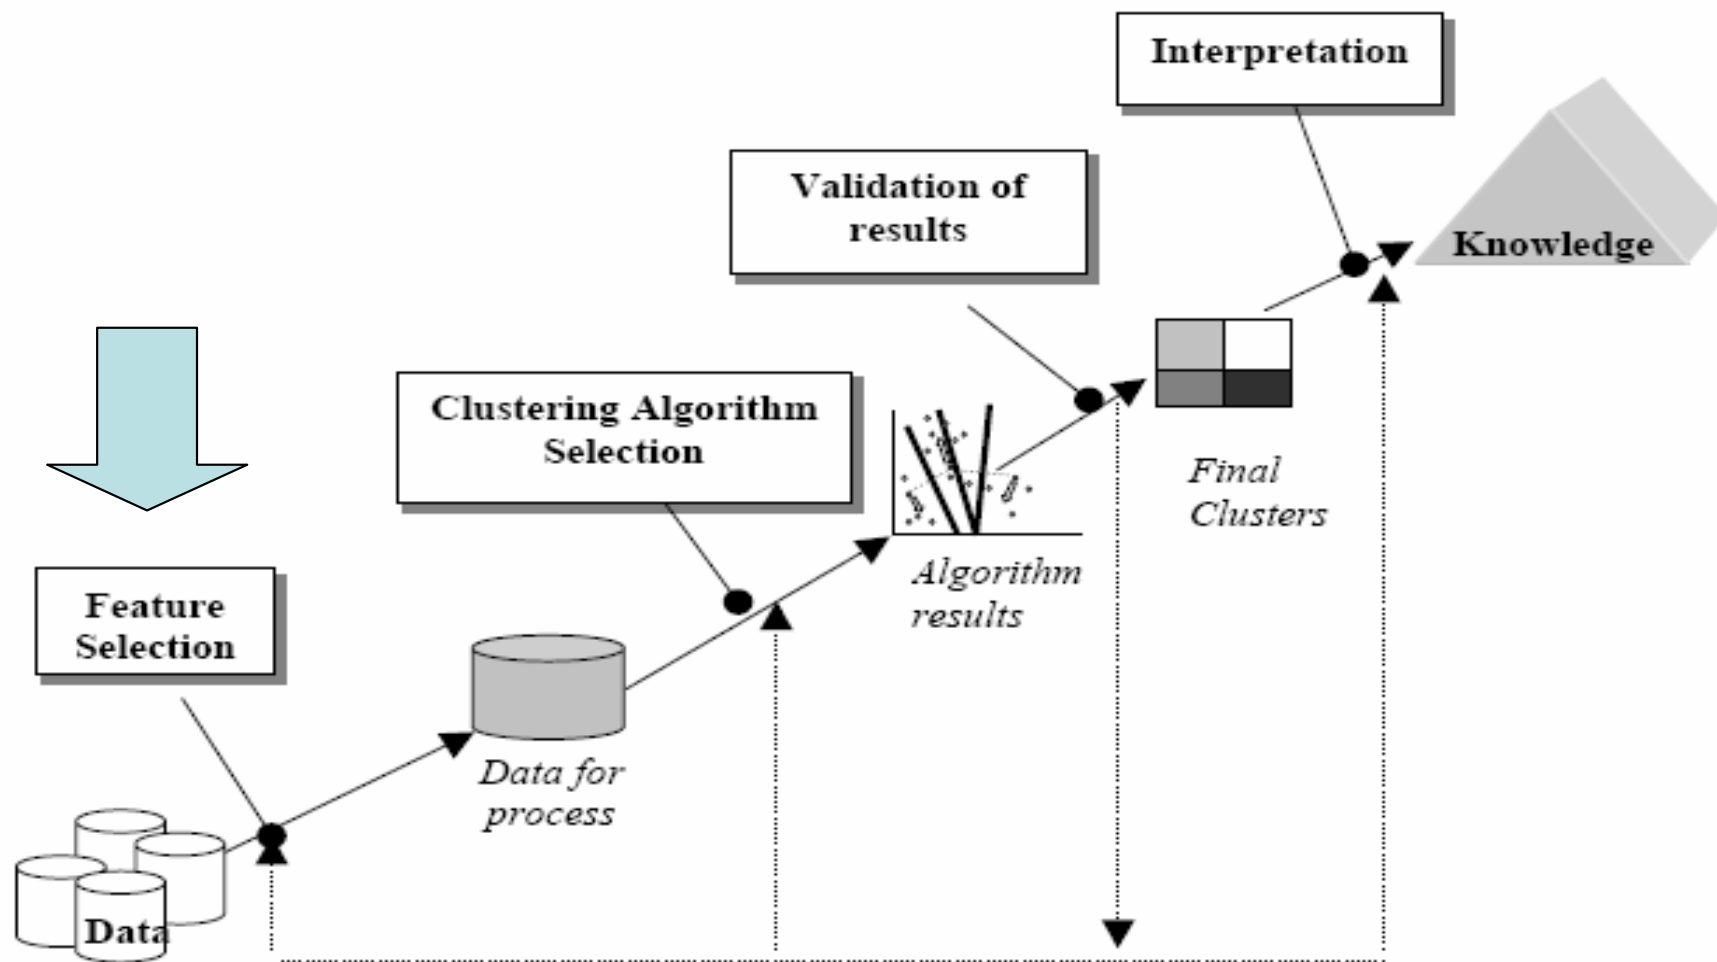 Interpretation
Validation of
results
Knowledge
Clustering Algorithm
Selection
Final
Clusters
Algorithm
results
Feature
Selection
Data for
process
Data